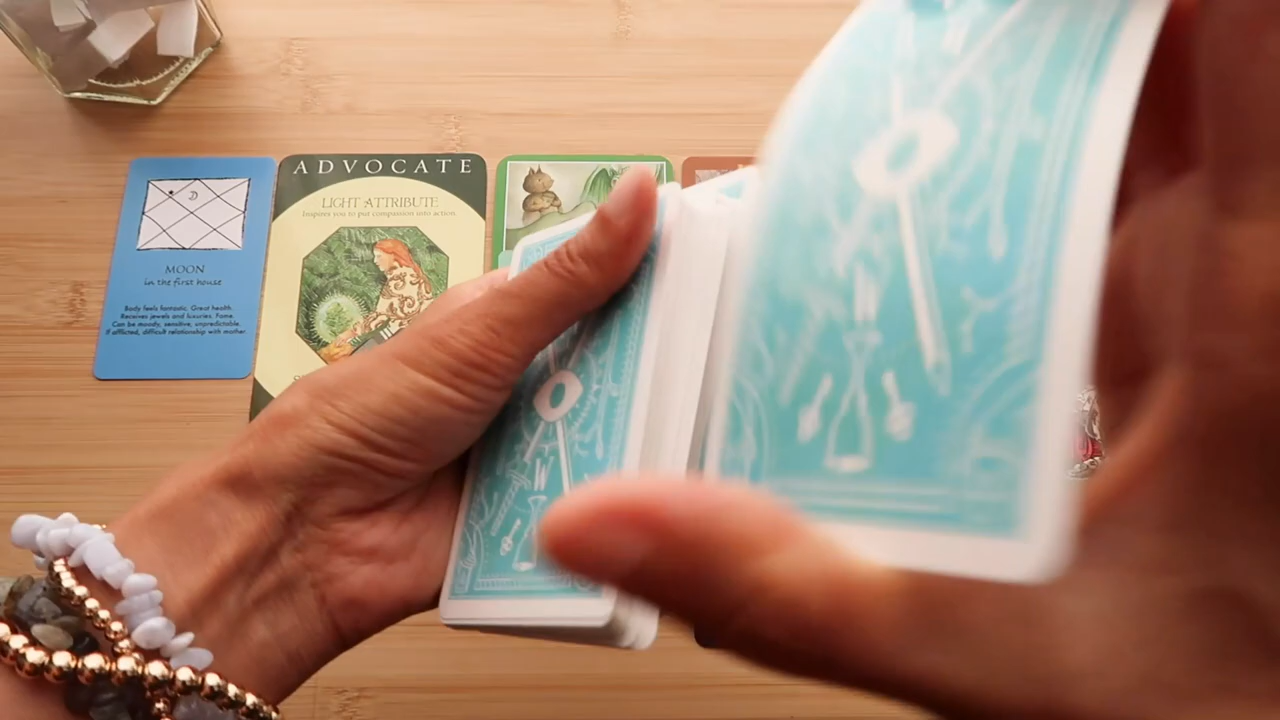 MOON
in the first house
Body feels fantastic. Great health.
Receives jewels and luxuries. Fame.
Can be moody, sensitive, unpredictable.
If afflicted, difficult relationship with mother.
ADVOCATE
LIGHT ATTRIBUTE
Inspires you to put compassion into action.